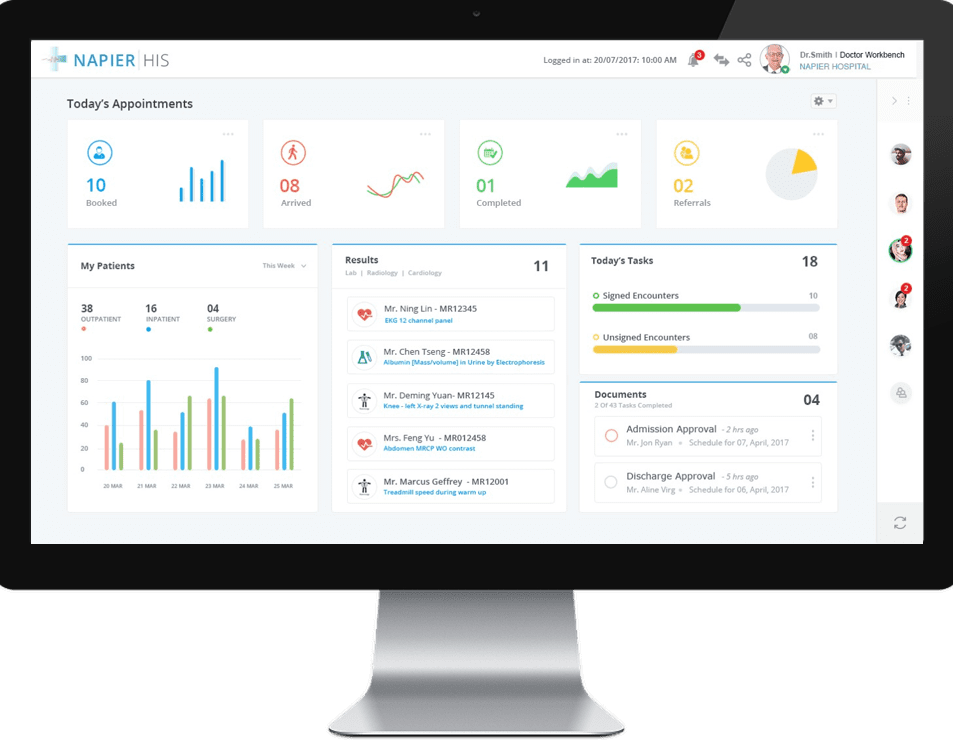 NAPIER HIS
Logged in at: 20/07/2017: 10:00 AM
3
Dr.Smith | Doctor Workbench
NAPIER HOSPITAL
Today's Appointments
10
Booked
08
Arrived
01
Completed
02
Referrals
2
2
My Patients
This Week
38
OUTPATIENT
16
INPATIENT
04
SURGERY
100
80
60
40
20
0
20 MAR
21 MAR
22 MAR
23 MAR
24 MAR
25 MAR
Results
Lab | Radiology | Cardiology
11
Mr. Ning Lin - MR12345
EKG 12 channel panel
Mr. Chen Tseng - MR12458
Albumin [Mass/volume] in Urine by Electrophoresis
Mr. Deming Yuan- MR12145
Knee - left X-ray 2 views and tunnel standing
Mrs. Feng Yu - MR012458
Abdomen MRCP WO contrast
Mr. Marcus Geffrey - MR12001
Treadmill speed during warm up
Today's Tasks
18
Signed Encounters
10
Unsigned Encounters
08
Documents
2 Of 43 Tasks Completed
04
Admission Approval - 2 hrs ago
Mr. Jon Ryan Schedule for 07, April, 2017
Discharge Approval - 5 hrs ago
Mr. Aline Virg Schedule for 06, April, 2017